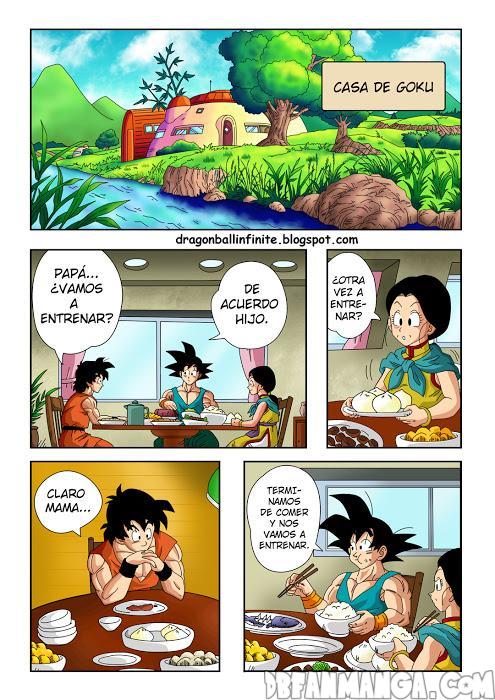 CASA DE GOKU
dragonballinfinite.blogspot.com
PAPÁ...
¿VAMOS
A
ENTRENAR?
DE
ACUERDO
HIJO.
¿OTRA
VEZ A
ENTRE-
NAR?
CLARO
MAMA...
TERMI-
NAMOS
DE COMER
Y NOS
VAMOS A
ENTRENAR.
DBFANMANGA.COM